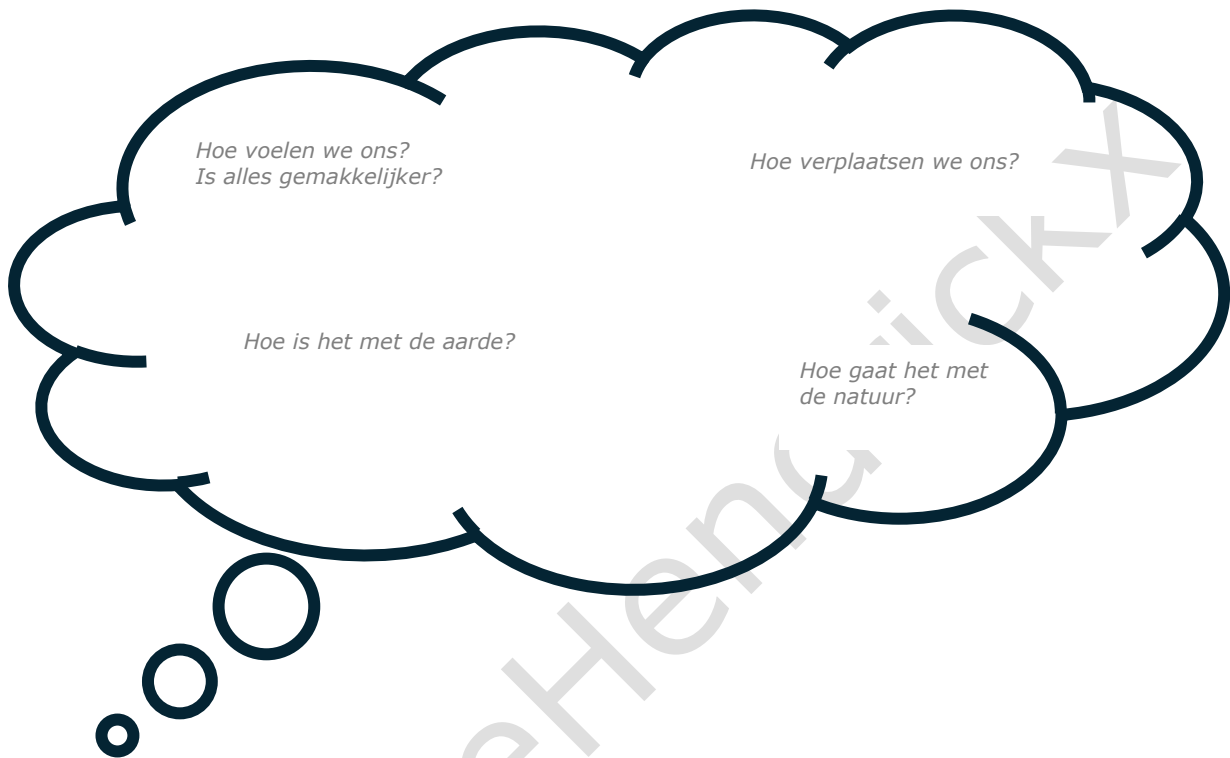 Hoe voelen we ons?
Is alles gemakkelijker?
Hoe verplaatsen we ons?
Hoe is het met de aarde?
Hoe gaat het met
de natuur?